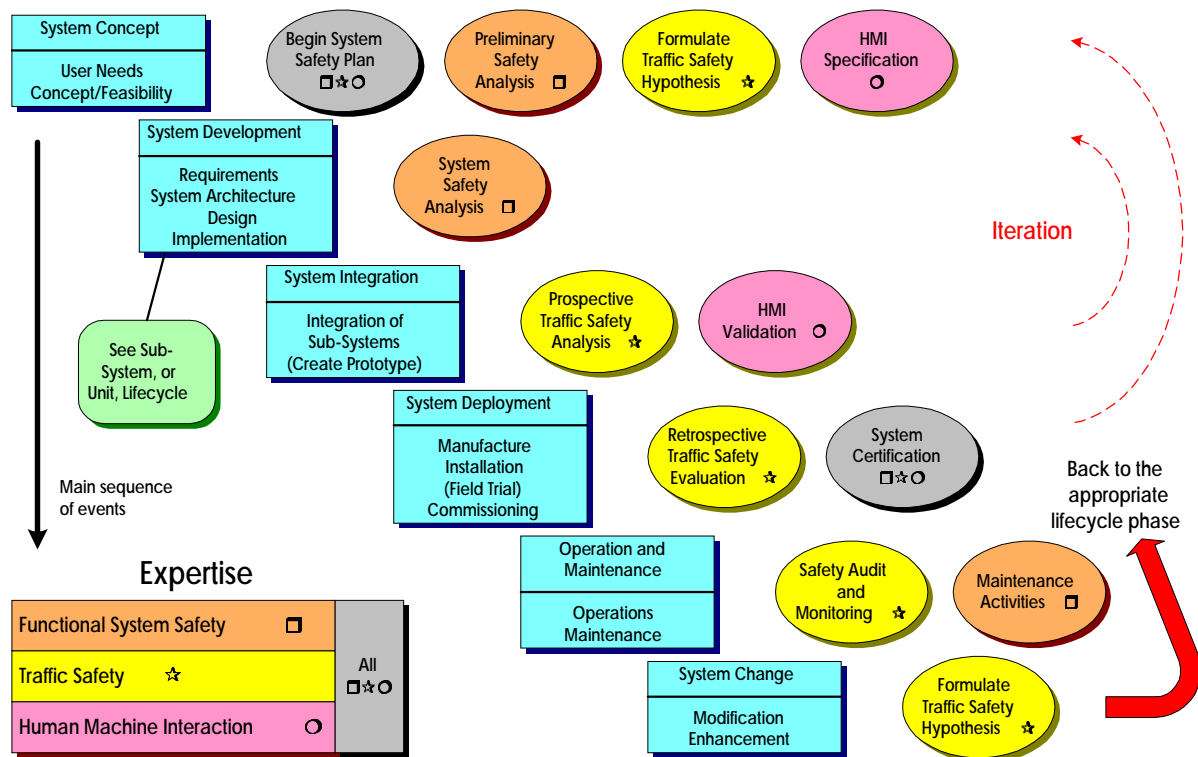 System Concept
User Needs
Concept/Feasibility
Begin System
Safety Plan
Preliminary
Safety
Analysis
Formulate
Traffic Safety
Hypothesis
HMI
Specification
System Development
Requirements
System Architecture
Design
Implementation
System
Safety
Analysis
Iteration
See Sub-
System, or
Unit, Lifecycle
System Integration
Integration of
Sub-Systems
(Create Prototype)
Prospective
Traffic Safety
Analysis
HMI
Validation
System Deployment
Manufacture
Installation
(Field Trial)
Commissioning
Retrospective
Traffic Safety
Evaluation
System
Certification
Back to the
appropriate
lifecycle phase
Main sequence
of events
Operation and
Maintenance
Operations
Maintenance
Safety Audit
and
Monitoring
Maintenance
Activities
System Change
Modification
Enhancement
Formulate
Traffic Safety
Hypothesis
Expertise
Functional System Safety
Traffic Safety
Human Machine Interaction
All